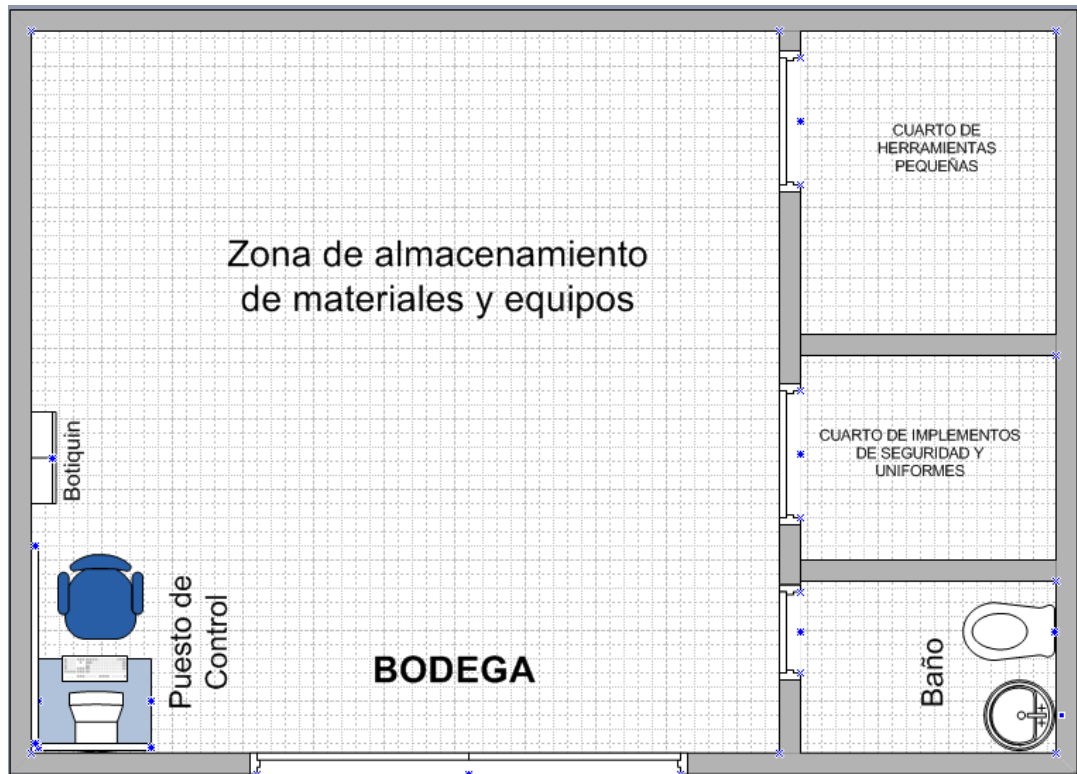 CUARTO DE
HERRAMIENTAS
PEQUEÑAS
Zona de almacenamiento
de materiales y equipos
CUARTO DE IMPLEMENTOS
DE SEGURIDAD Y
UNIFORMES
Botiquin
Puesto de
Control
BODEGA
Baño